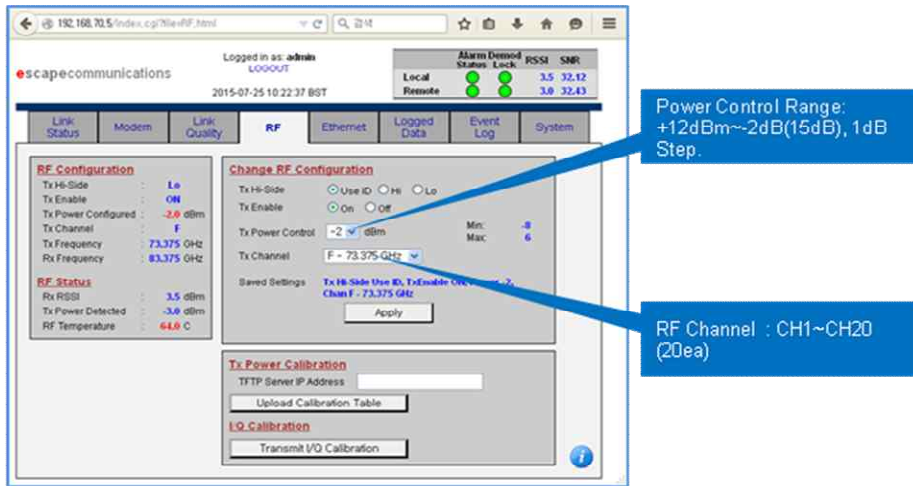 192.168.70.5/index.cgi?file=RF.html
검색
escapecommunications
Logged in as: admin
LOGOUT
2015-07-25 10:22:37 BST
Alarm Status Demod Lock RSSI SNR
Local 3.5 32.12
Remote 3.0 32.43
Link Status Modem Link Quality RF Ethernet Logged Data Event Log System
RF Configuration
Tx Hi-Side : Lo
Tx Enable : ON
Tx Power Configured : -2.0 dBm
Tx Channel : F
Tx Frequency : 73.375 GHz
Rx Frequency : 83.375 GHz
RF Status
Rx RSSI : 3.5 dBm
Tx Power Detected : -3.0 dBm
RF Temperature : 64.0 C
Change RF Configuration
Tx Hi-Side Use ID Hi Lo
Tx Enable On Off
Tx Power Control -2 dBm
Min: -8
Max: 6
Tx Channel F - 73.375 GHz
Saved Settings Tx Hi-Side Use ID, TxEnable ON, Power -2,
Chan F - 73.375 GHz
Apply
Tx Power Calibration
TFTP Server IP Address
Upload Calibration Table
I/Q Calibration
Transmit I/Q Calibration
Power Control Range:
+12dBm~-2dB(15dB), 1dB
Step.
RF Channel : CH1~CH20
(20ea)